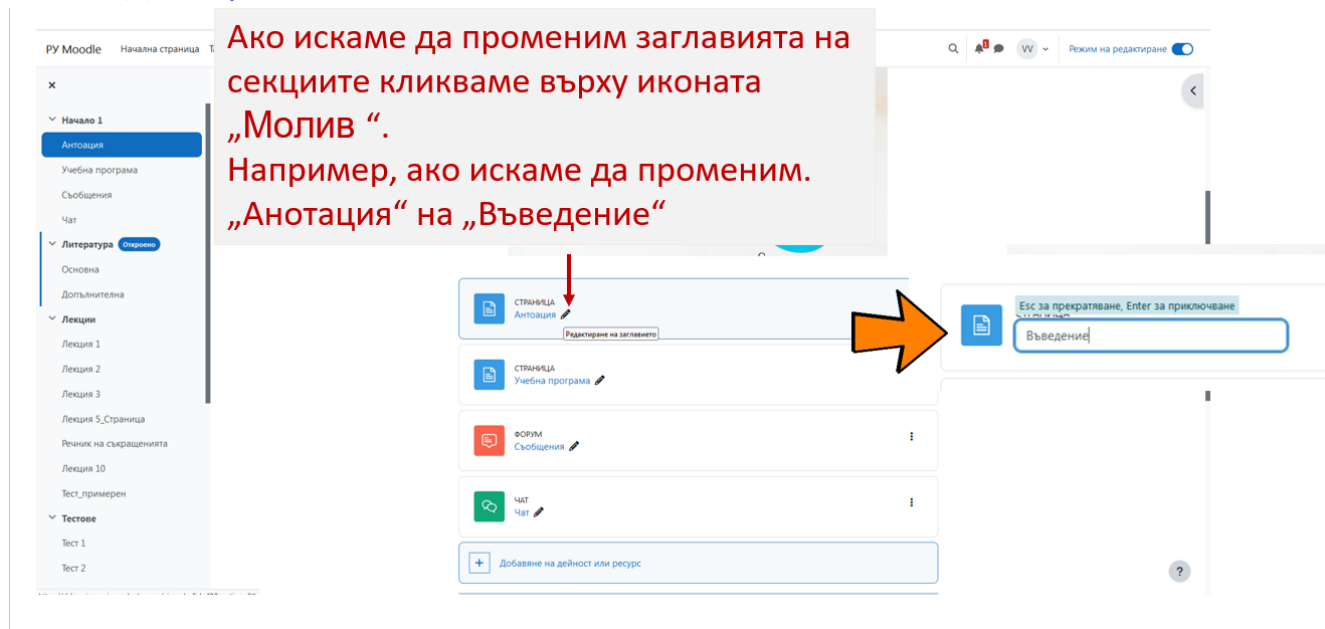 РУ Moodle
Начална страница
Ако искаме да променим заглавията на
секциите кликваме върху иконата
„Молив “.
Например, ако искаме да променим.
„Анотация“ на „Въведение“
1
VV
Режим на редактиране
Начало 1
Антоация
Учебна програма
Съобщения
Чат
Литература Откроено
Основна
Допълнителна
Лекции
Лекция 1
Лекция 2
Лекция 3
Лекция 5_Страница
Речник на съкращенията
Лекция 10
Тест_примерен
Тестове
Тест 1
Тест 2
СТРАНИЦА
Антоация
Редактиране на заглавието
СТРАНИЦА
Учебна програма
ФОРУМ
Съобщения
ЧАТ
Чат
Добавяне на дейност или ресурс
Esc за прекратяване, Enter за приключване
СТРАНИЦА
Въведение
?